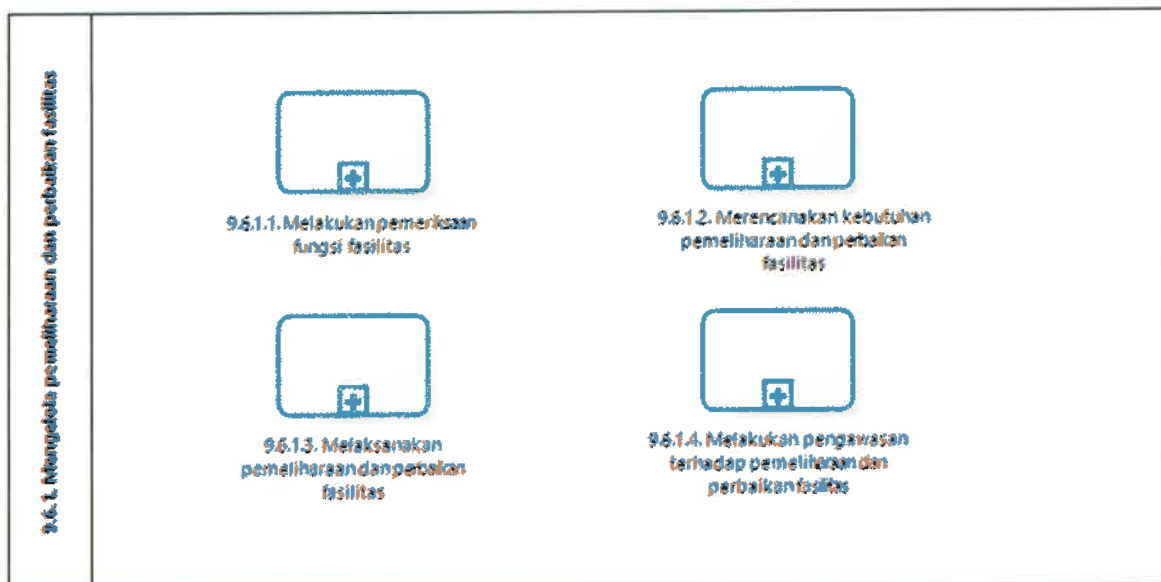 9.6.1. Mengelola pemeliharaan dan perbaikan fasilitas
9.6.1.1. Melakukan pemeriksaan
fungsi fasilitas
9.6.1.2. Merencanakan kebutuhan
pemeliharaan dan perbaikan
fasilitas
9.6.1.3. Melaksanakan
pemeliharaan dan perbaikan
fasilitas
9.6.1.4. Melakukan pengawasan
terhadap pemeliharaan dan
perbaikan fasilitas